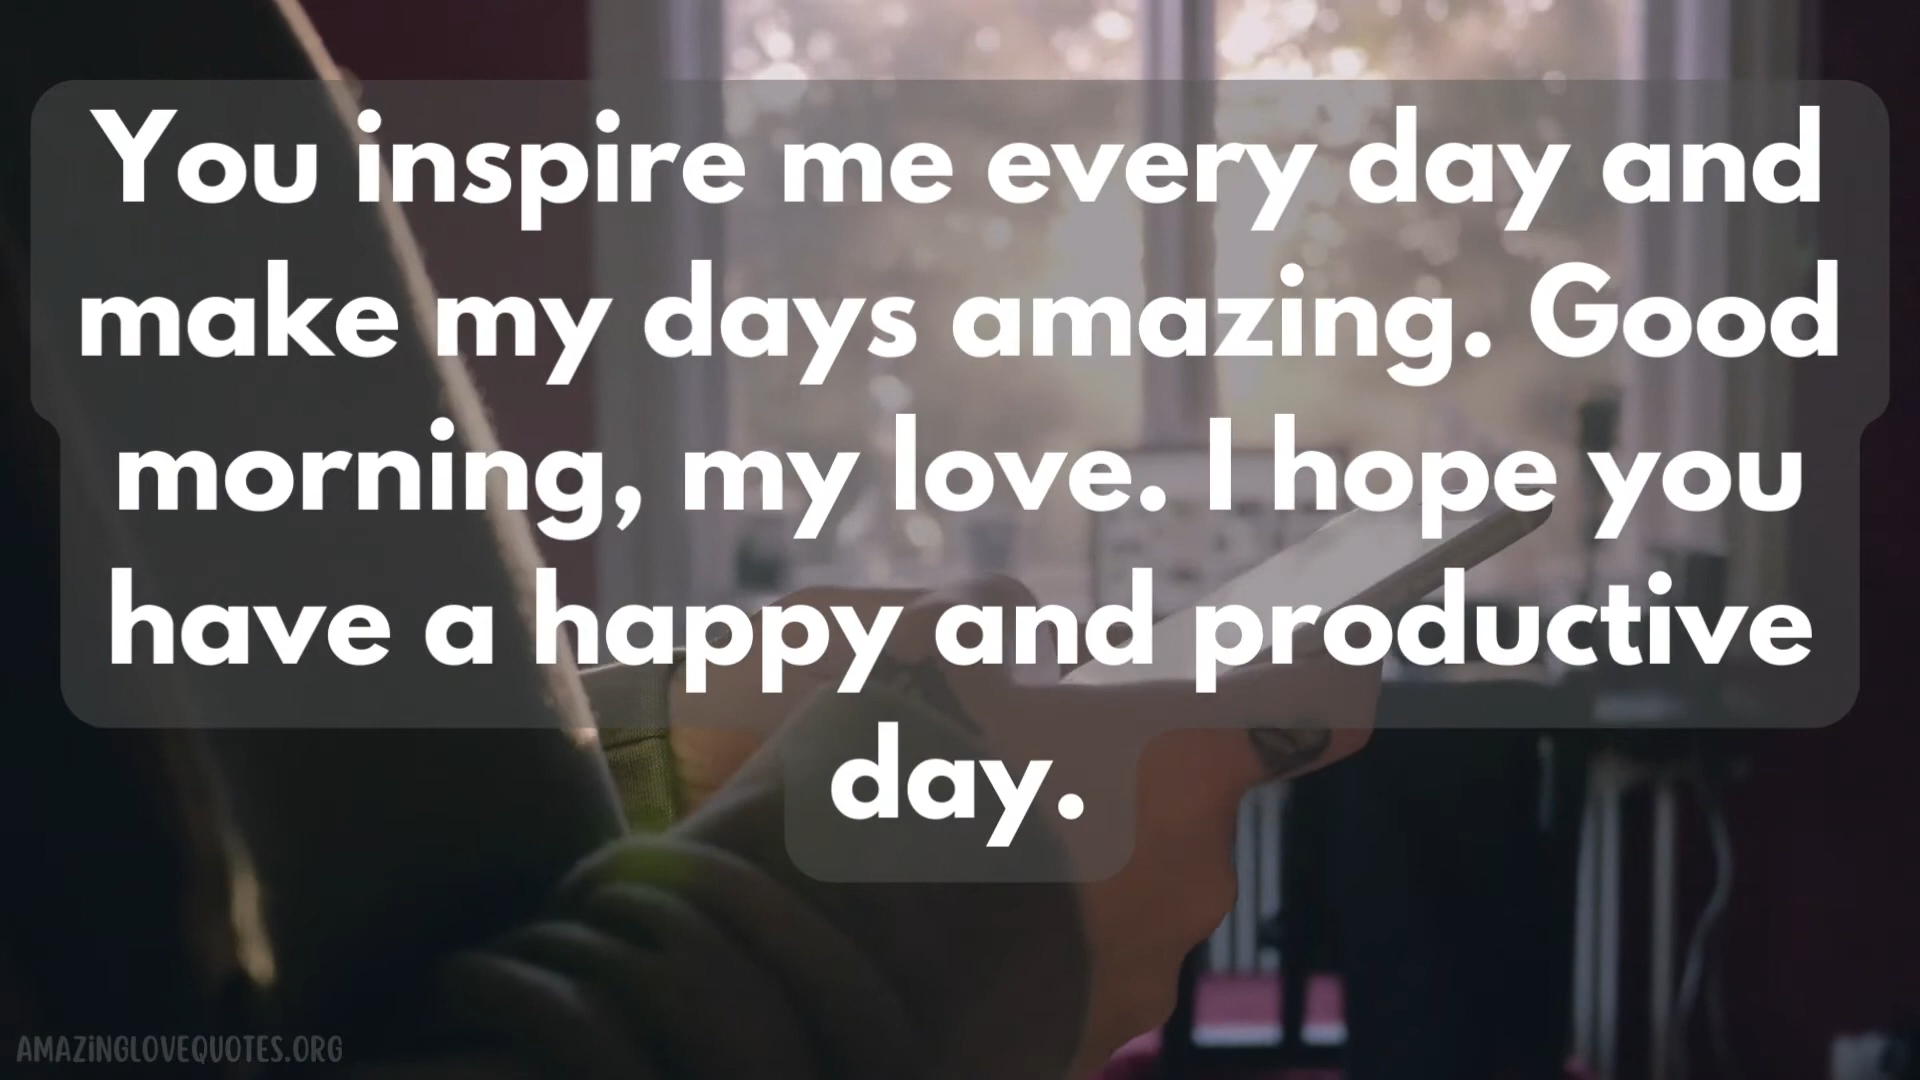 You inspire me every day and
make my days amazing. Good
morning, my love. I hope you
have a happy and productive
day.
AMAZiNGLOVEQUOTES.ORG